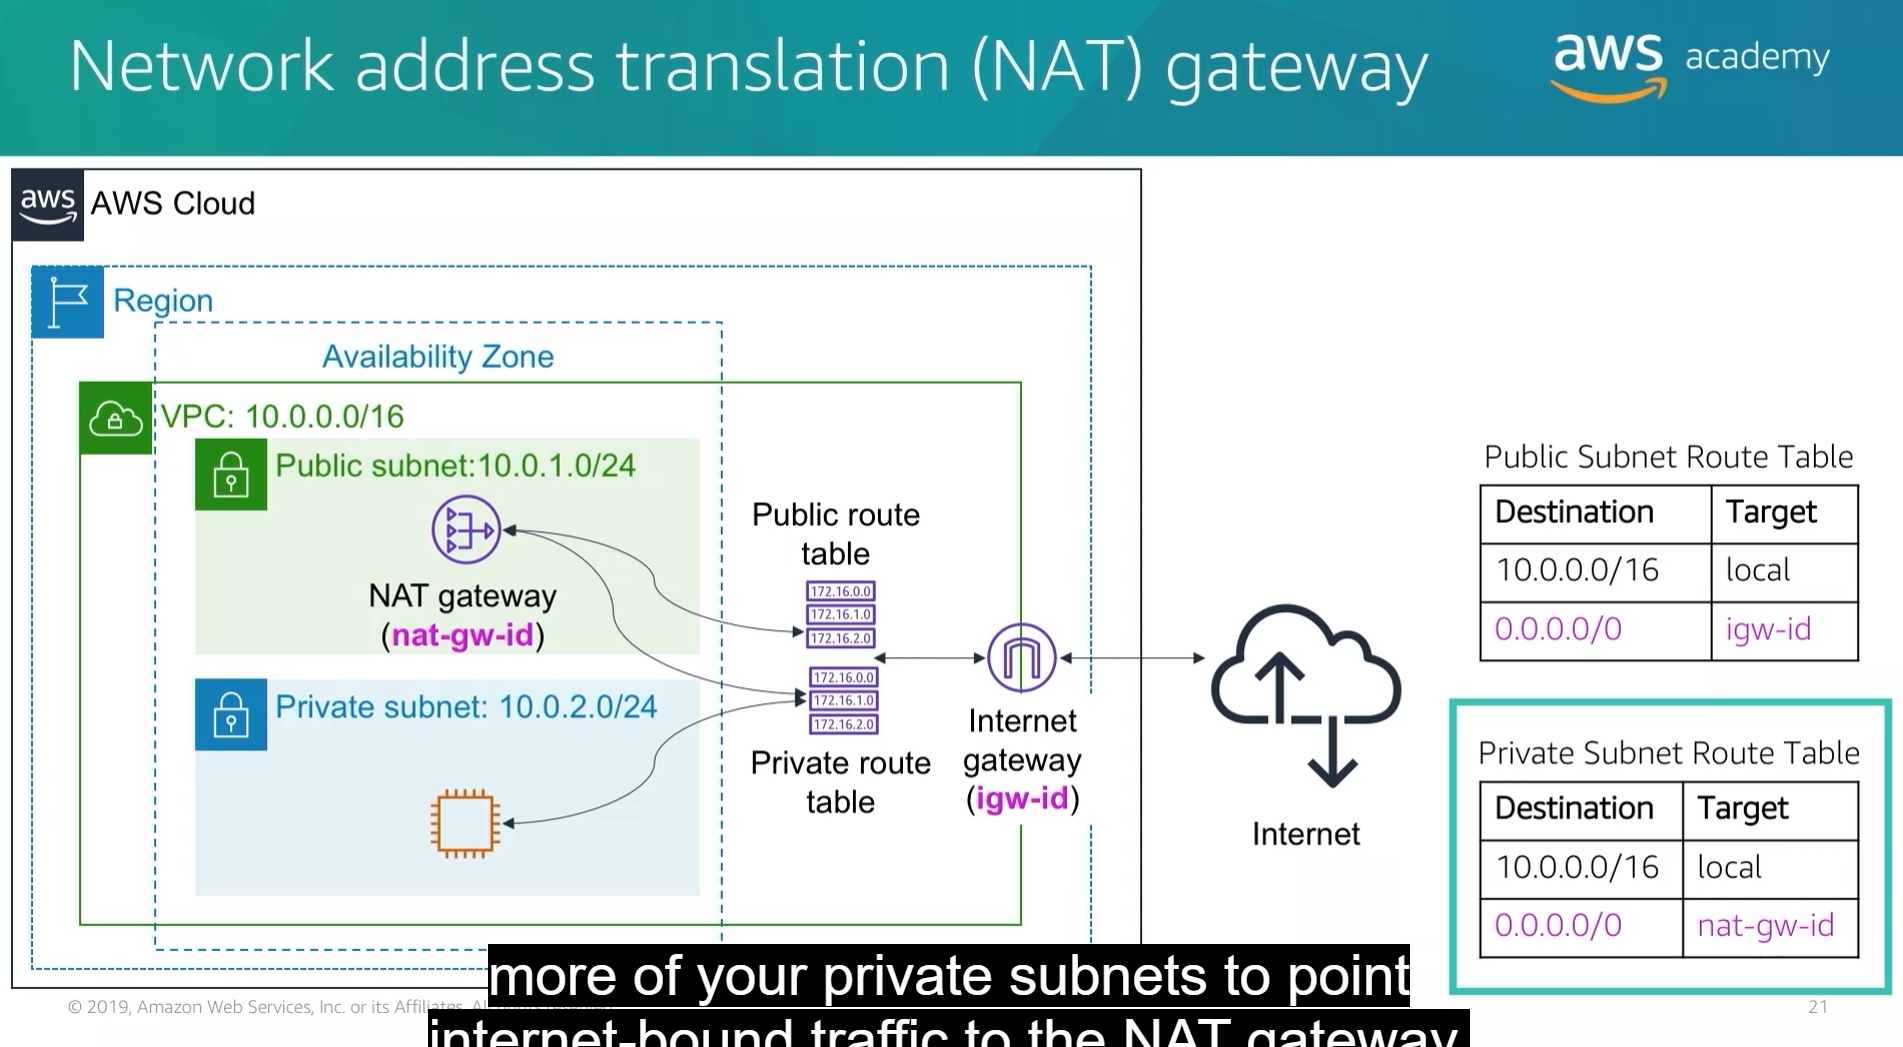 Network address translation (NAT) gateway
aws academy
aws
AWS Cloud
Region
Availability Zone
VPC: 10.0.0.0/16
Public subnet:10.0.1.0/24
NAT gateway
(nat-gw-id)
Private subnet: 10.0.2.0/24
Public route
table
172.16.0.0
172.16.1.0
172.16.2.0
172.16.0.0
172.16.1.0
172.16.2.0
Private route
table
Internet
gateway
(igw-id)
Internet
Public Subnet Route Table
Destination Target
10.0.0.0/16 local
0.0.0.0/0 igw-id
Private Subnet Route Table
Destination Target
10.0.0.0/16 local
0.0.0.0/0 nat-gw-id
more of your private subnets to point
internet-bound traffic to the NAT gateway
© 2019, Amazon Web Services, Inc. or its Affiliates.
21